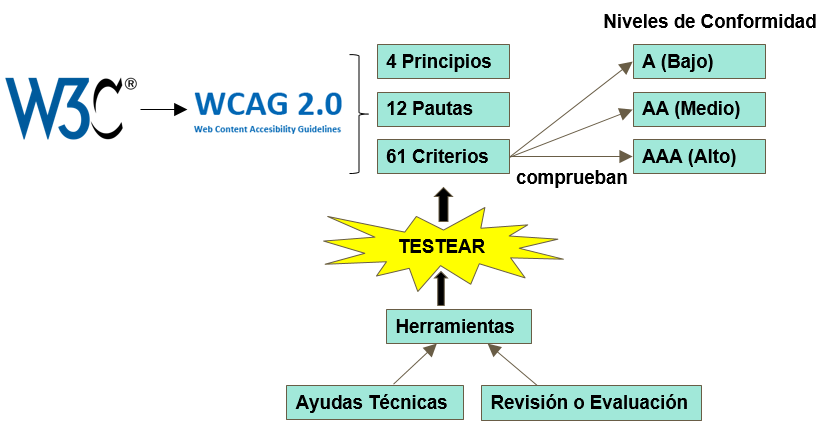 Niveles de Conformidad
W3C®
WCAG 2.0
Web Content Accesibility Guidelines
4 Principios
12 Pautas
61 Criterios
comprueban
A (Bajo)
AA (Medio)
AAA (Alto)
TESTEAR
Herramientas
Ayudas Técnicas
Revisión o Evaluación